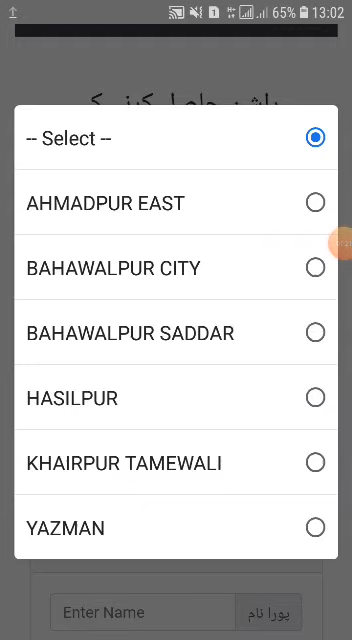 65% 13:02
-- Select --
AHMADPUR EAST
BAHAWALPUR CITY
BAHAWALPUR SADDAR
HASILPUR
KHAIRPUR TAMEWALI
YAZMAN
Enter Name پورا نام